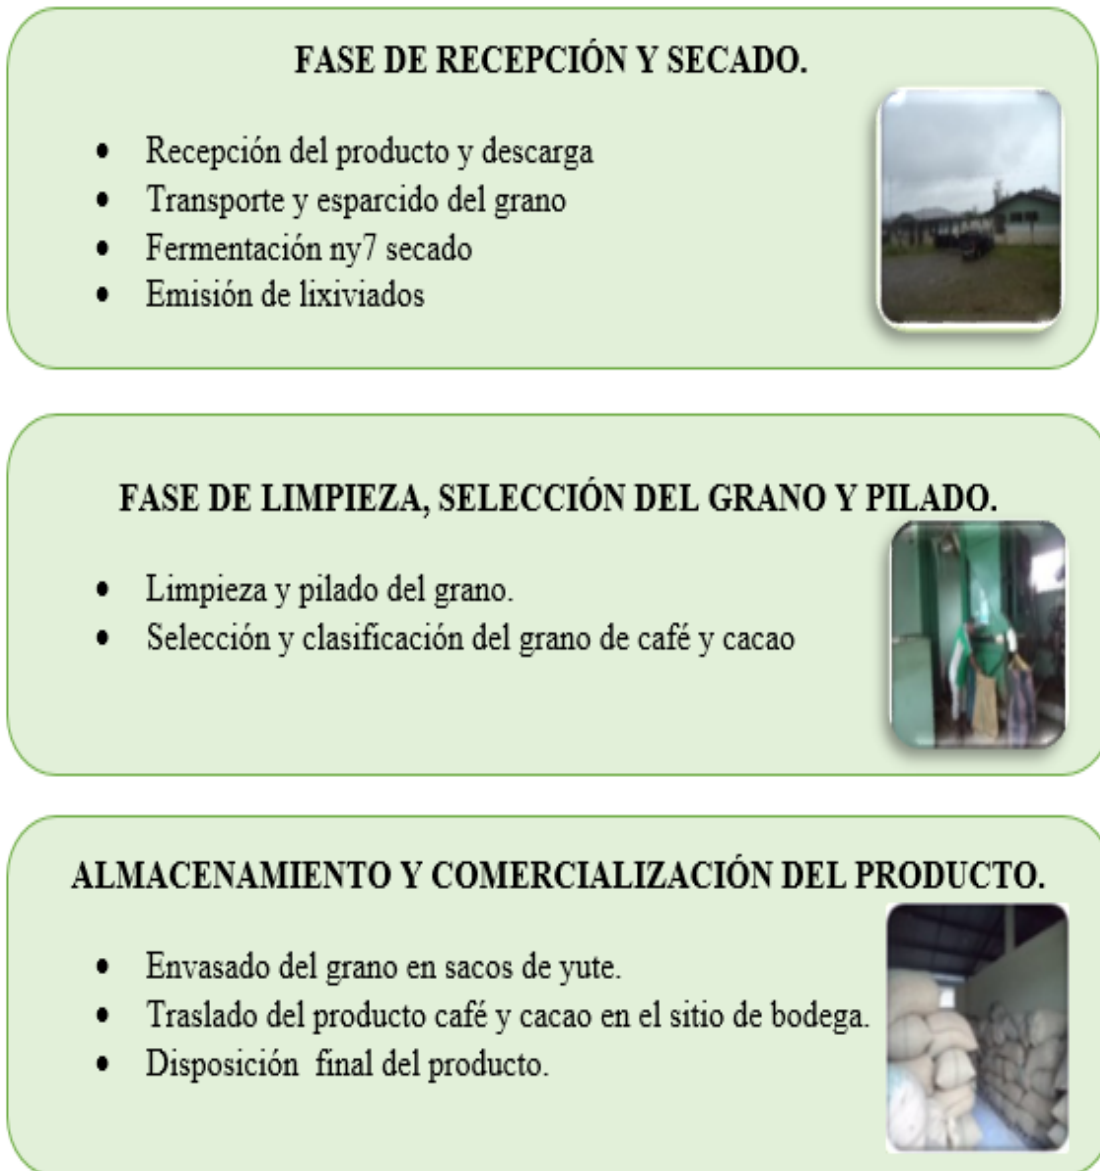 FASE DE RECEPCIÓN Y SECADO.
• Recepción del producto y descarga
• Transporte y esparcido del grano
• Fermentación ny7 secado
• Emisión de lixiviados
FASE DE LIMPIEZA, SELECCIÓN DEL GRANO Y PILADO.
• Limpieza y pilado del grano.
• Selección y clasificación del grano de café y cacao
ALMACENAMIENTO Y COMERCIALIZACIÓN DEL PRODUCTO.
• Envasado del grano en sacos de yute.
• Traslado del producto café y cacao en el sitio de bodega.
• Disposición  final del producto.